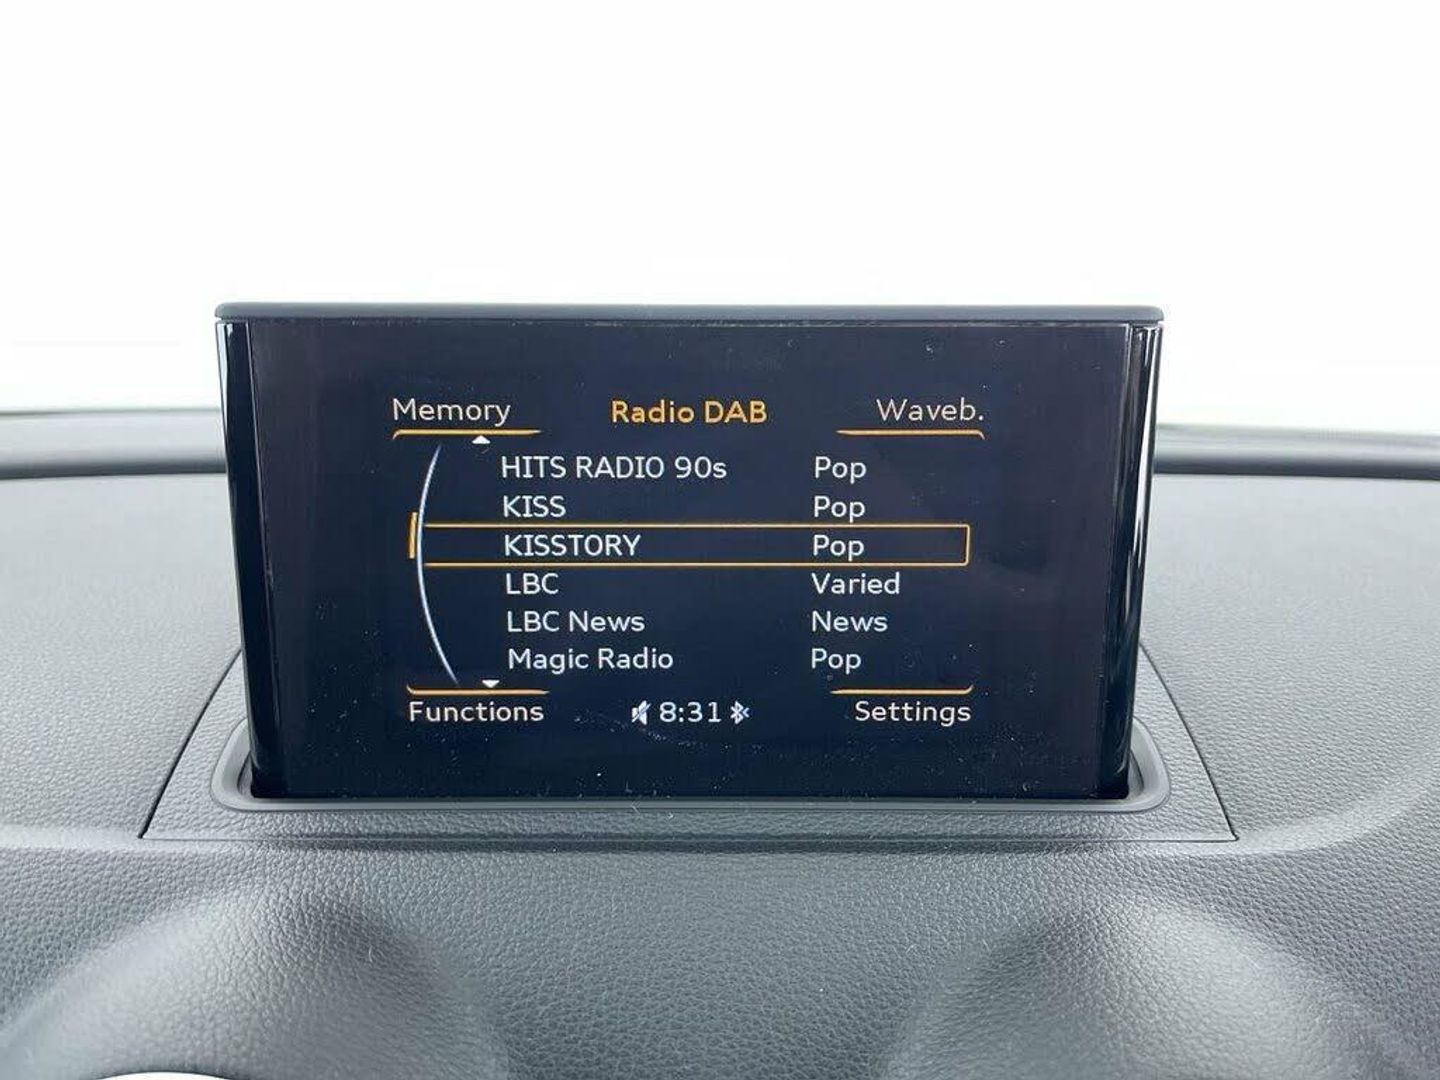 Memory Radio DAB Waveb.
HITS RADIO 90s Pop
KISS Pop
KISSTORY Pop
LBC Varied
LBC News News
Magic Radio Pop
Functions 8:31 Settings